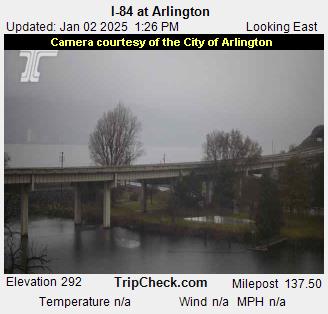 I-84 at Arlington
Updated: Jan 02 2025 1:26 PM Looking East
Camera courtesy of the City of Arlington
Elevation 292 TripCheck.com Milepost 137.50
Temperature n/a Wind n/a MPH n/a